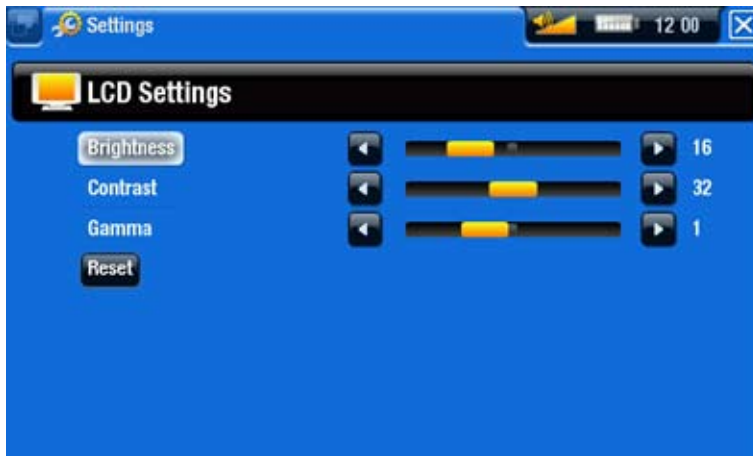 Settings 12 00
LCD Settings
Brightness 16
Contrast 32
Gamma 1
Reset